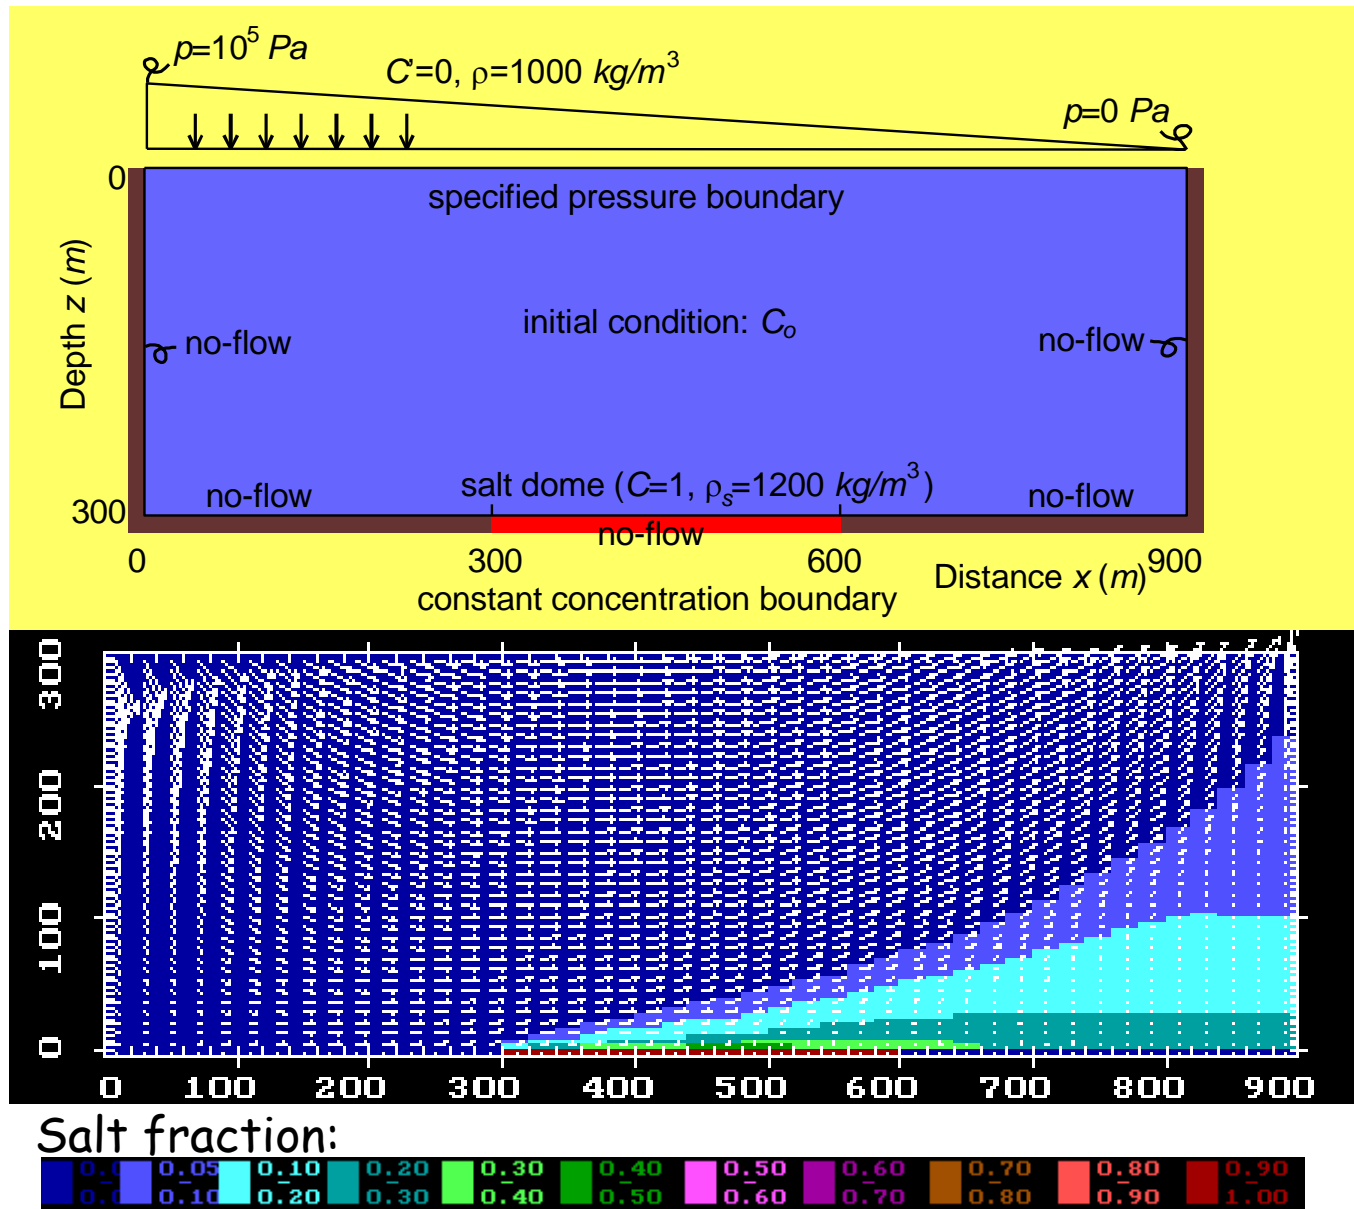 p=10⁵ Pa
C'=0, ρ=1000 kg/m³
p=0 Pa
0
specified pressure boundary
Depth z (m)
initial condition: Cₒ
no-flow
no-flow
salt dome (C=1, ρₛ=1200 kg/m³)
no-flow
no-flow
300
no-flow
0
300
600
900
Distance x (m)
constant concentration boundary
300
200
100
0
0 100 200 300 400 500 600 700 800 900
Salt fraction:
0.05 0.10 0.20 0.30 0.40 0.50 0.60 0.70 0.80 0.90
0.10 0.20 0.30 0.40 0.50 0.60 0.70 0.80 0.90 1.00